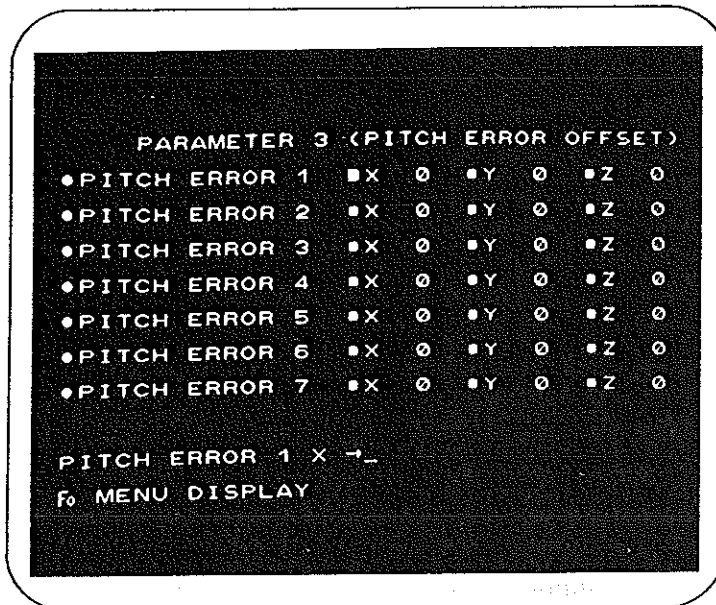 PARAMETER 3 (PITCH ERROR OFFSET)
●PITCH ERROR 1 ■X 0 ■Y 0 ■Z 0
●PITCH ERROR 2 ■X 0 ■Y 0 ■Z 0
●PITCH ERROR 3 ■X 0 ■Y 0 ■Z 0
●PITCH ERROR 4 ■X 0 ■Y 0 ■Z 0
●PITCH ERROR 5 ■X 0 ■Y 0 ■Z 0
●PITCH ERROR 6 ■X 0 ■Y 0 ■Z 0
●PITCH ERROR 7 ■X 0 ■Y 0 ■Z 0
PITCH ERROR 1 X →_
Fo MENU DISPLAY